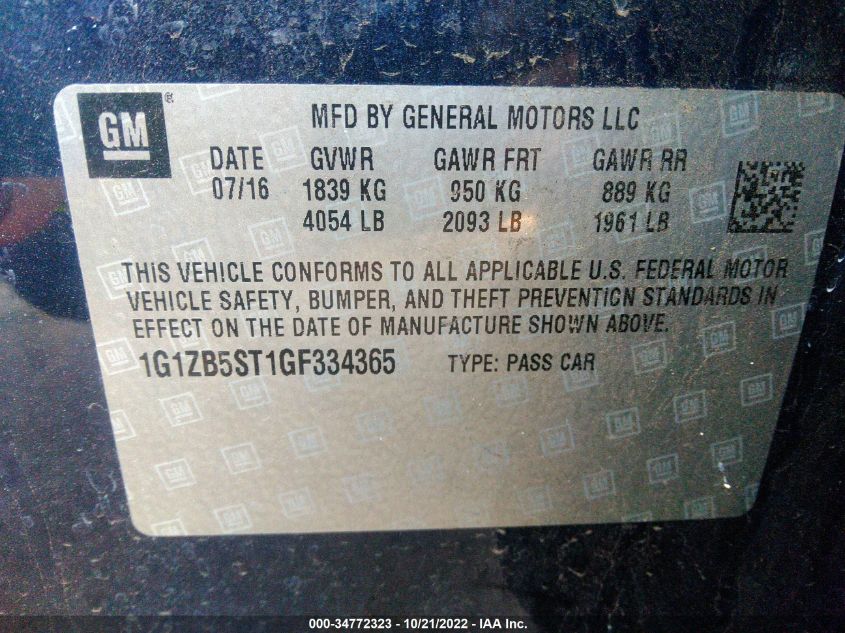 GM®
MFD BY GENERAL MOTORS LLC
DATE GVWR GAWR FRT GAWR RR
07/16 1839 KG 950 KG 889 KG
4054 LB 2093 LB 1961 LB
THIS VEHICLE CONFORMS TO ALL APPLICABLE U.S. FEDERAL MOTOR
VEHICLE SAFETY, BUMPER, AND THEFT PREVENTION STANDARDS IN
EFFECT ON THE DATE OF MANUFACTURE SHOWN ABOVE.
1G1ZB5ST1GF334365 TYPE: PASS CAR
000-34772323 - 10/21/2022 - IAA Inc.